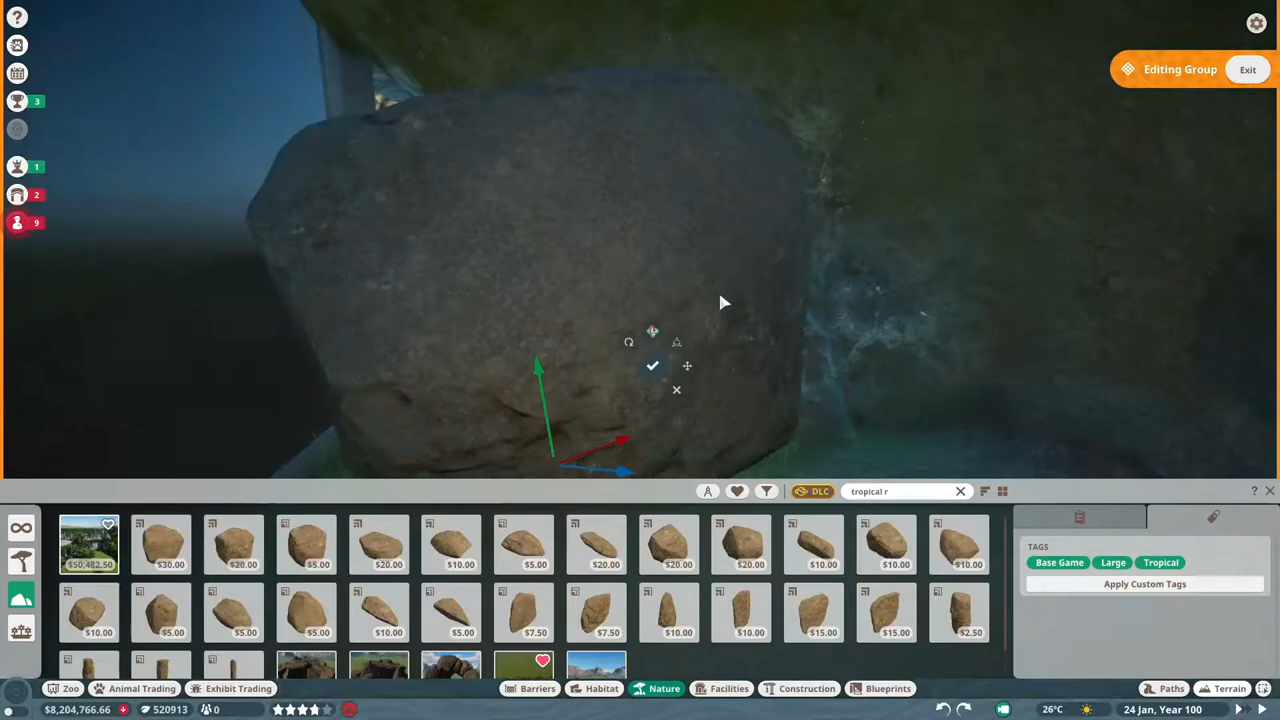 ?
3
1
2
9
Editing Group Exit
DLC tropical r
?
$50,482.50 $30.00 $20.00 $5.00 $20.00 $10.00 $5.00 $20.00 $20.00 $20.00 $10.00 $10.00 $10.00
TAGS
Base Game Large Tropical
Apply Custom Tags
$10.00 $5.00 $5.00 $5.00 $10.00 $5.00 $7.50 $7.50 $10.00 $10.00 $15.00 $15.00 $2.50
Zoo Animal Trading Exhibit Trading Barriers Habitat Nature Facilities Construction Blueprints Paths Terrain
$8,204,766.66 520913 0 26°C 24 Jan, Year 100